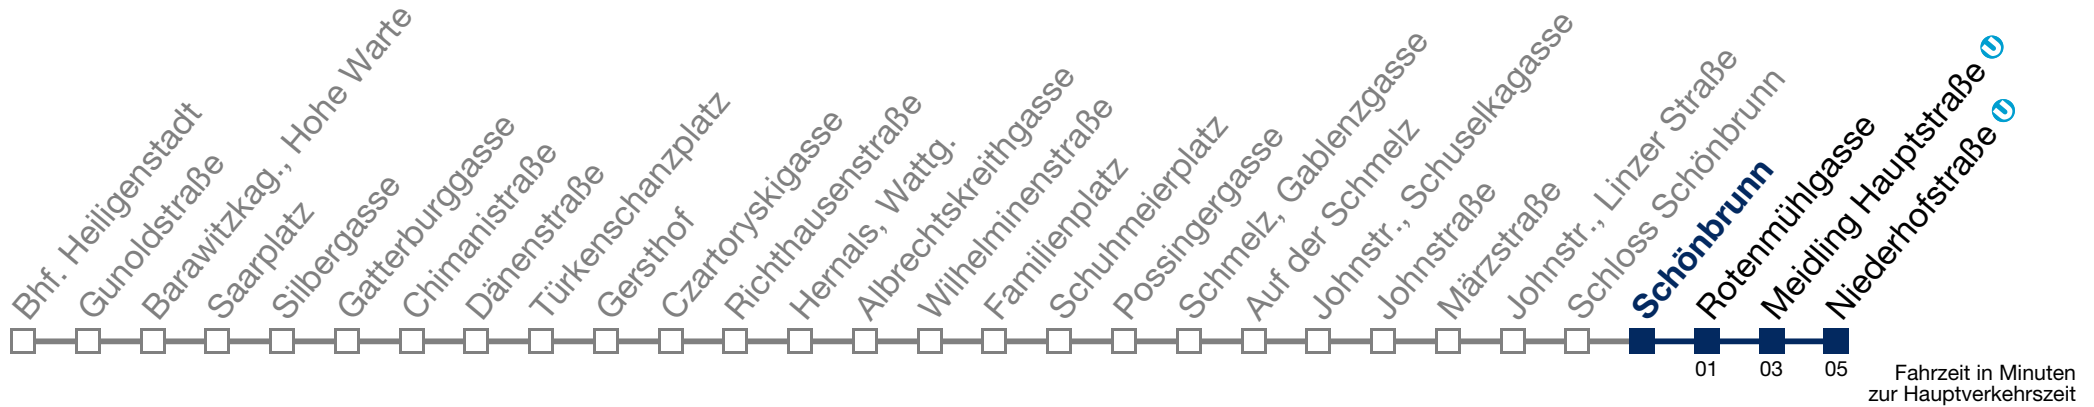 Bhf. Heiligenstadt
Gunoldstraße
Barawitzkag., Hohe Warte
Saarplatz
Silbergasse
Gatterburggasse
Chimanistraße
Dänenstraße
Türkenschanzplatz
Gersthof
Czartoryskigasse
Richthausenstraße
Hernals, Wattg.
Albrechtskreithgasse
Wilhelminenstraße
Familienplatz
Schuhmeierplatz
Possingergasse
Schmelz, Gablenzgasse
Auf der Schmelz
Johnstr., Schuselkagasse
Johnstraße
Märzstraße
Johnstr., Linzer Straße
Schloss Schönbrunn
Schönbrunn
Rotenmühlgasse
Meidling Hauptstraße U
Niederhofstraße U
01 03 05
Fahrzeit in Minuten
zur Hauptverkehrszeit